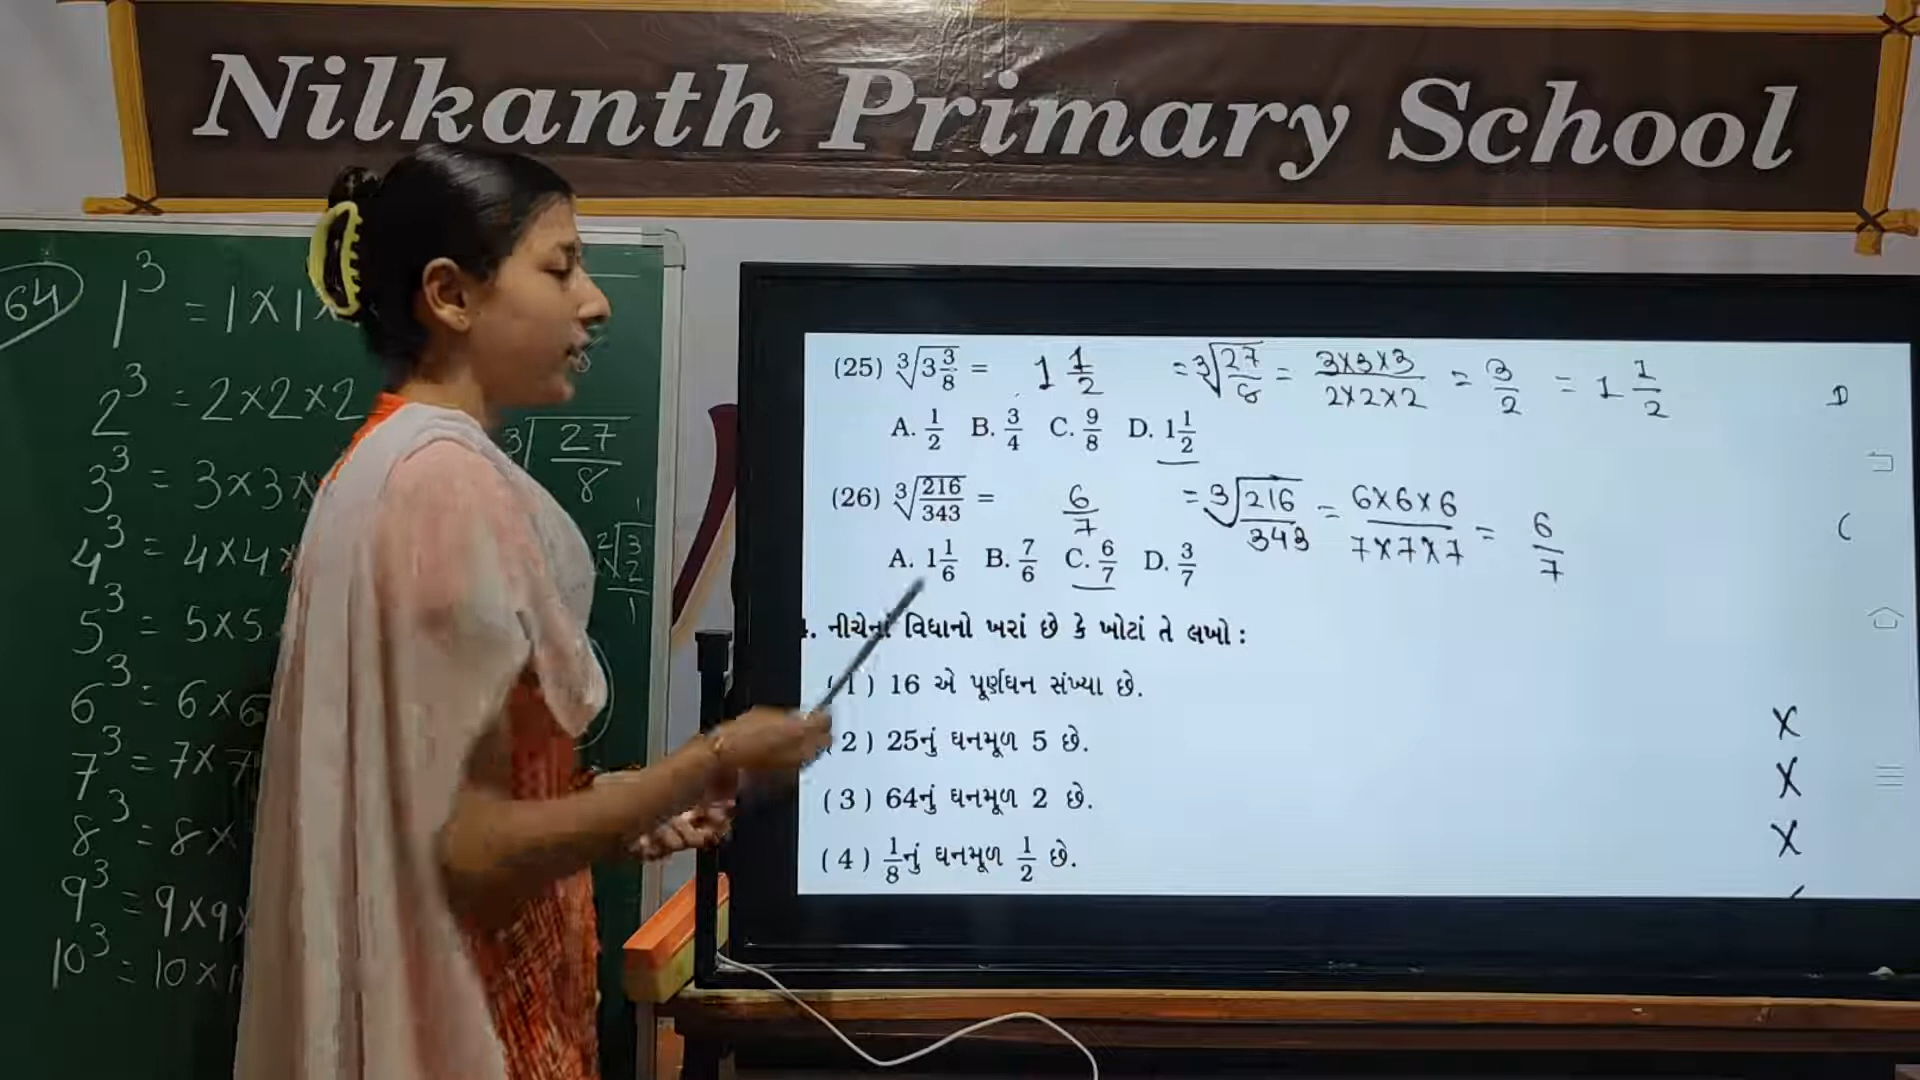 Nilkanth Primary School
64
1³ = 1×1×
2³ = 2×2×2
3³ = 3×3×
4³ = 4×4×
5³ = 5×5
6³ = 6×6
7³ = 7×7
8³ = 8×
9³ = 9×9×
10³ = 10×1
∛27/8
(25) ∛(3 3/8) = 1 1/2 = ∛27/8 = 3×3×3/2×2×2 = 3/2 = 1 1/2 D
A. 1/2 B. 3/4 C. 9/8 D. 1 1/2
(26) ∛(216/343) = 6/7 = ∛216/343 = 6×6×6/7×7×7 = 6/7 C
A. 1 1/6 B. 7/6 C. 6/7 D. 3/7
. નીચેનાં વિધાનો ખરાં છે કે ખોટાં તે લખો :
(1) 16 એ પૂર્ણઘન સંખ્યા છે. X
(2) 25નું ઘનમૂળ 5 છે. X
(3) 64નું ઘનમૂળ 2 છે. X
(4) 1/8નું ઘનમૂળ 1/2 છે.